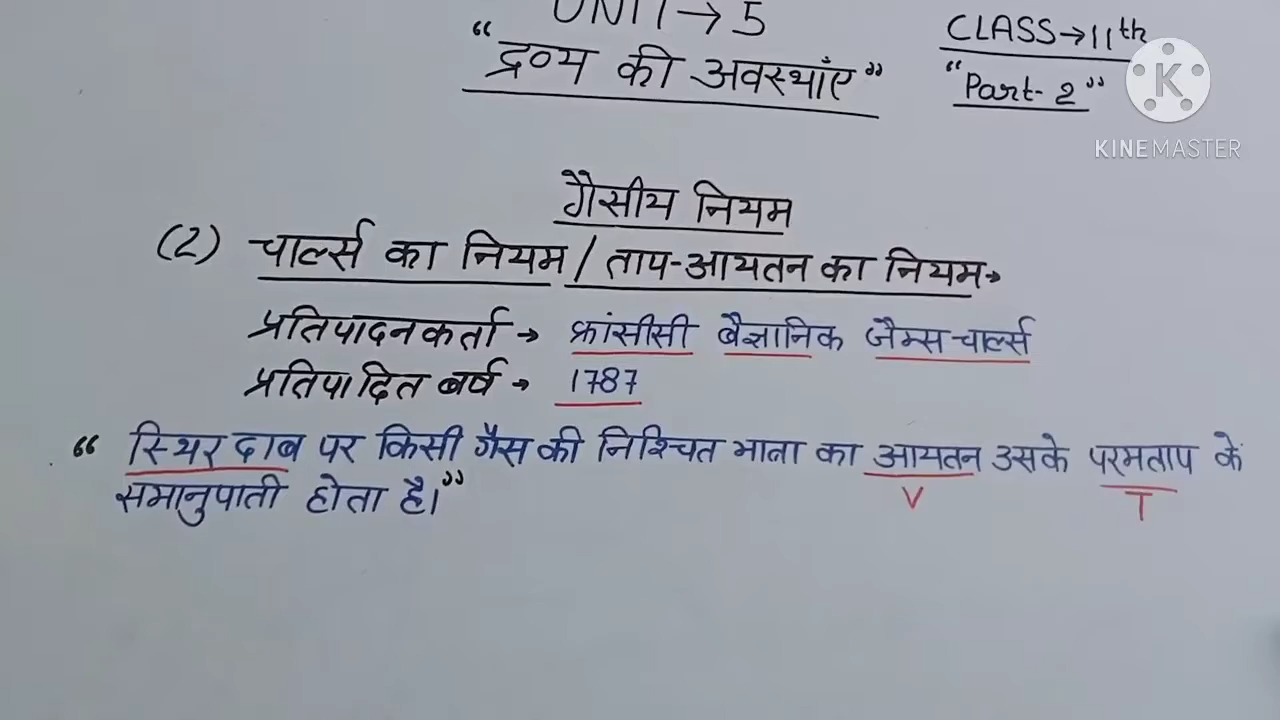 UNIT→5
CLASS→11th
"द्रव्य की अवस्थाएँ"
"Part-2"
KINEMASTER
गैसीय नियम
(2) चार्ल्स का नियम / ताप-आयतन का नियम→
प्रतिपादनकर्ता → फ्रांसीसी बैज्ञानिक जैम्स-चार्ल्स
प्रतिपादित बर्ष → 1787
"स्थिर दाब पर किसी गैस की निश्चित मात्रा का आयतन उसके परमताप के
समानुपाती होता है।"
V T